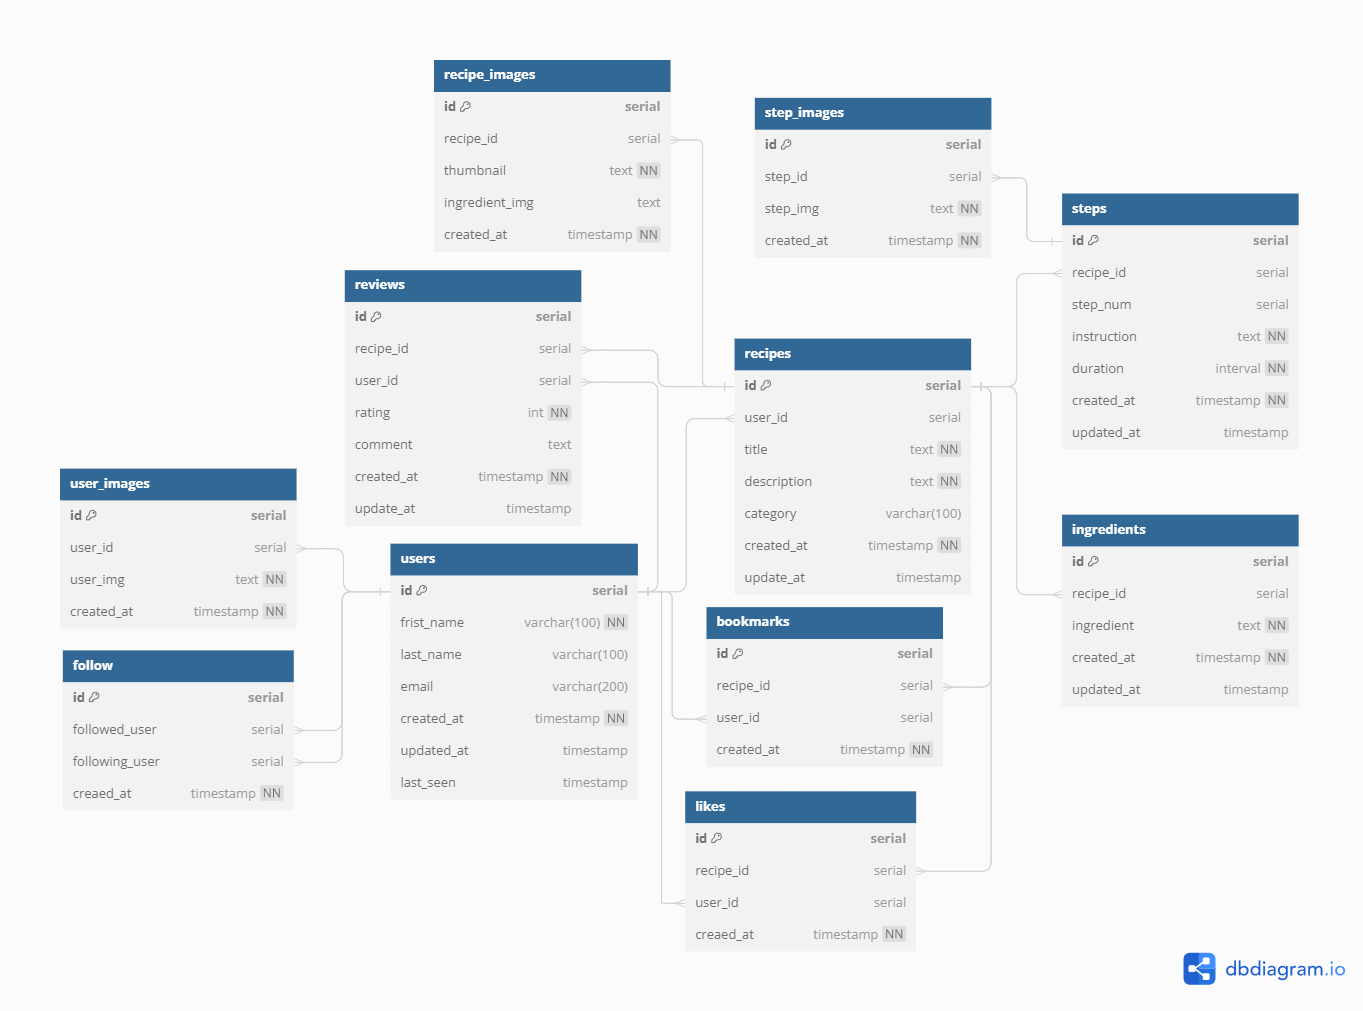 recipe_images
id serial
recipe_id serial
thumbnail text NN
ingredient_img text
created_at timestamp NN
step_images
id serial
step_id serial
step_img text NN
created_at timestamp NN
steps
id serial
recipe_id serial
step_num serial
instruction text NN
duration interval NN
created_at timestamp NN
updated_at timestamp
reviews
id serial
recipe_id serial
user_id serial
rating int NN
comment text
created_at timestamp NN
update_at timestamp
recipes
id serial
user_id serial
title text NN
description text NN
category varchar(100)
created_at timestamp NN
update_at timestamp
user_images
id serial
user_id serial
user_img text NN
created_at timestamp NN
users
id serial
frist_name varchar(100) NN
last_name varchar(100)
email varchar(200)
created_at timestamp NN
updated_at timestamp
last_seen timestamp
ingredients
id serial
recipe_id serial
ingredient text NN
created_at timestamp NN
updated_at timestamp
follow
id serial
followed_user serial
following_user serial
creaed_at timestamp NN
bookmarks
id serial
recipe_id serial
user_id serial
created_at timestamp NN
likes
id serial
recipe_id serial
user_id serial
creaed_at timestamp NN
dbdiagram.io